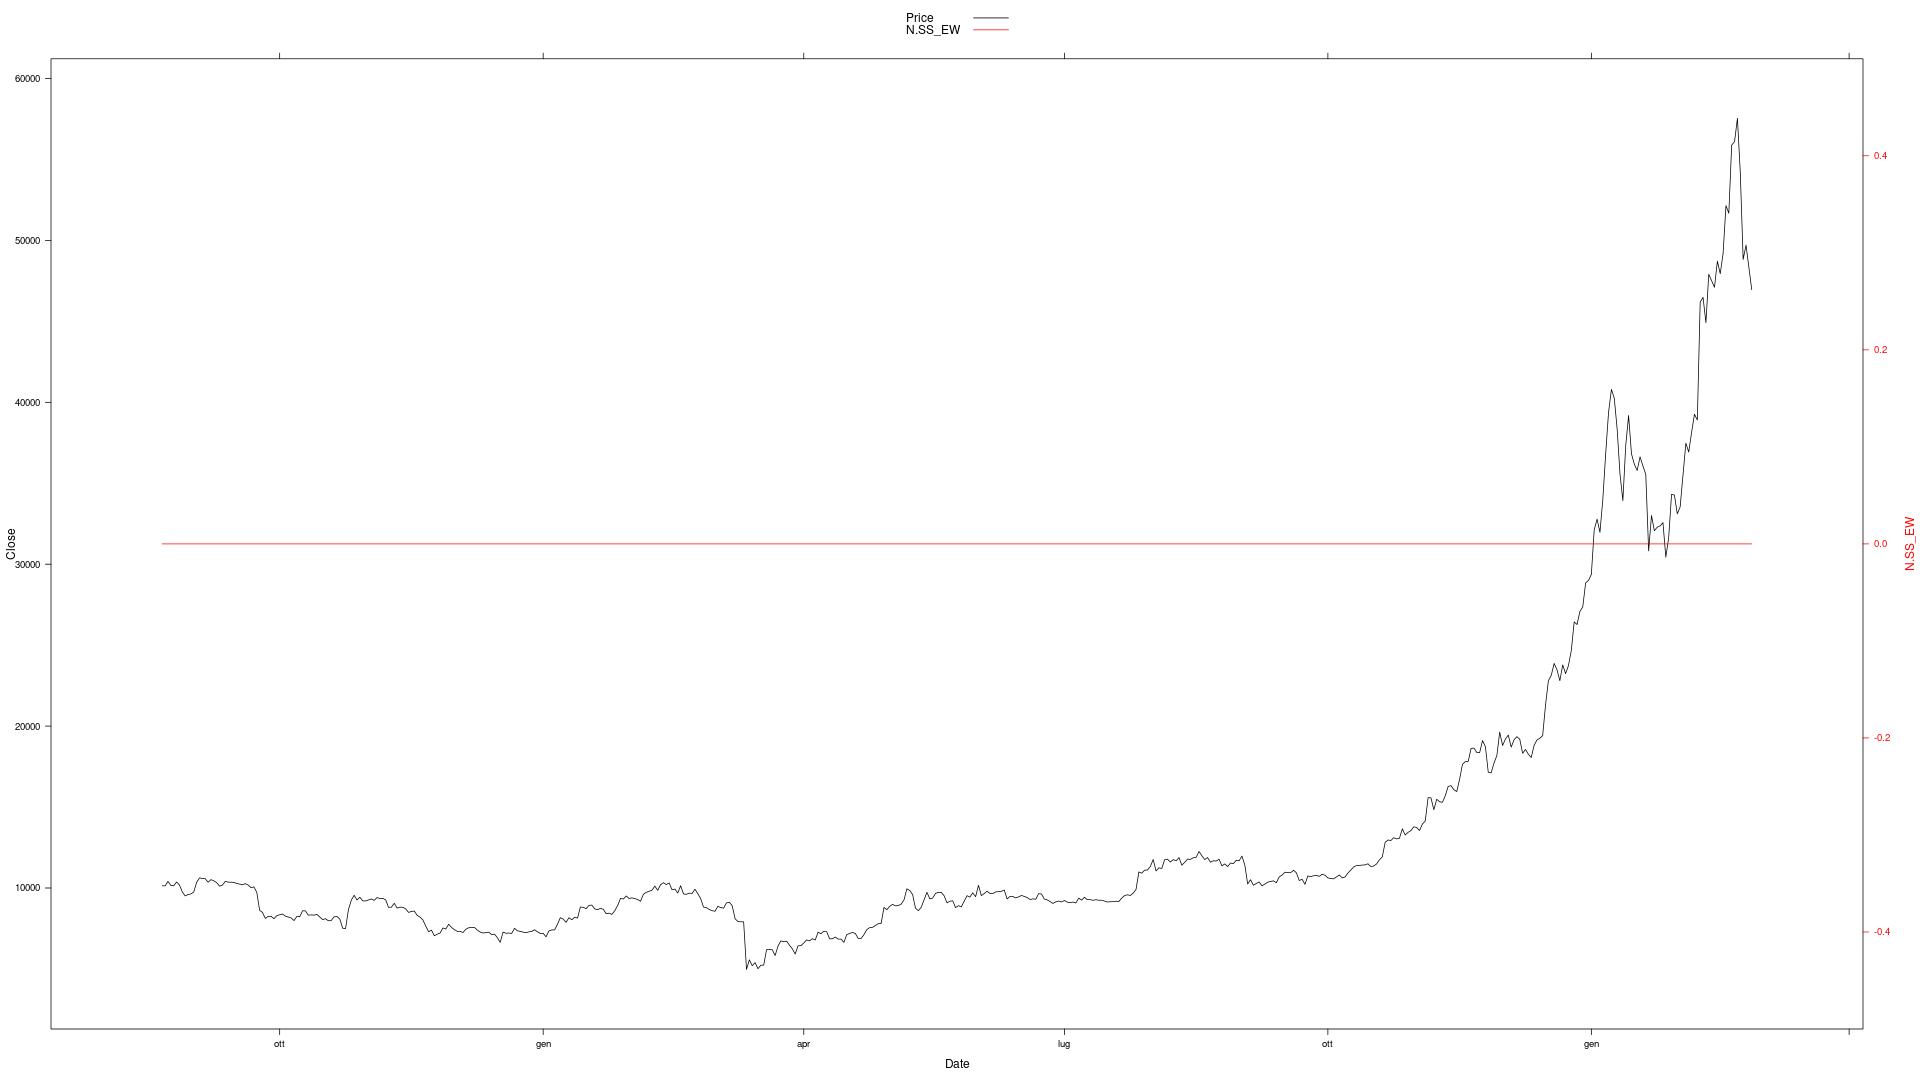 Price
N.SS_EW
60000
50000
40000
30000
20000
10000
Close
0.4
0.2
0.0
-0.2
-0.4
N.SS_EW
ott
gen
apr
lug
ott
gen
Date